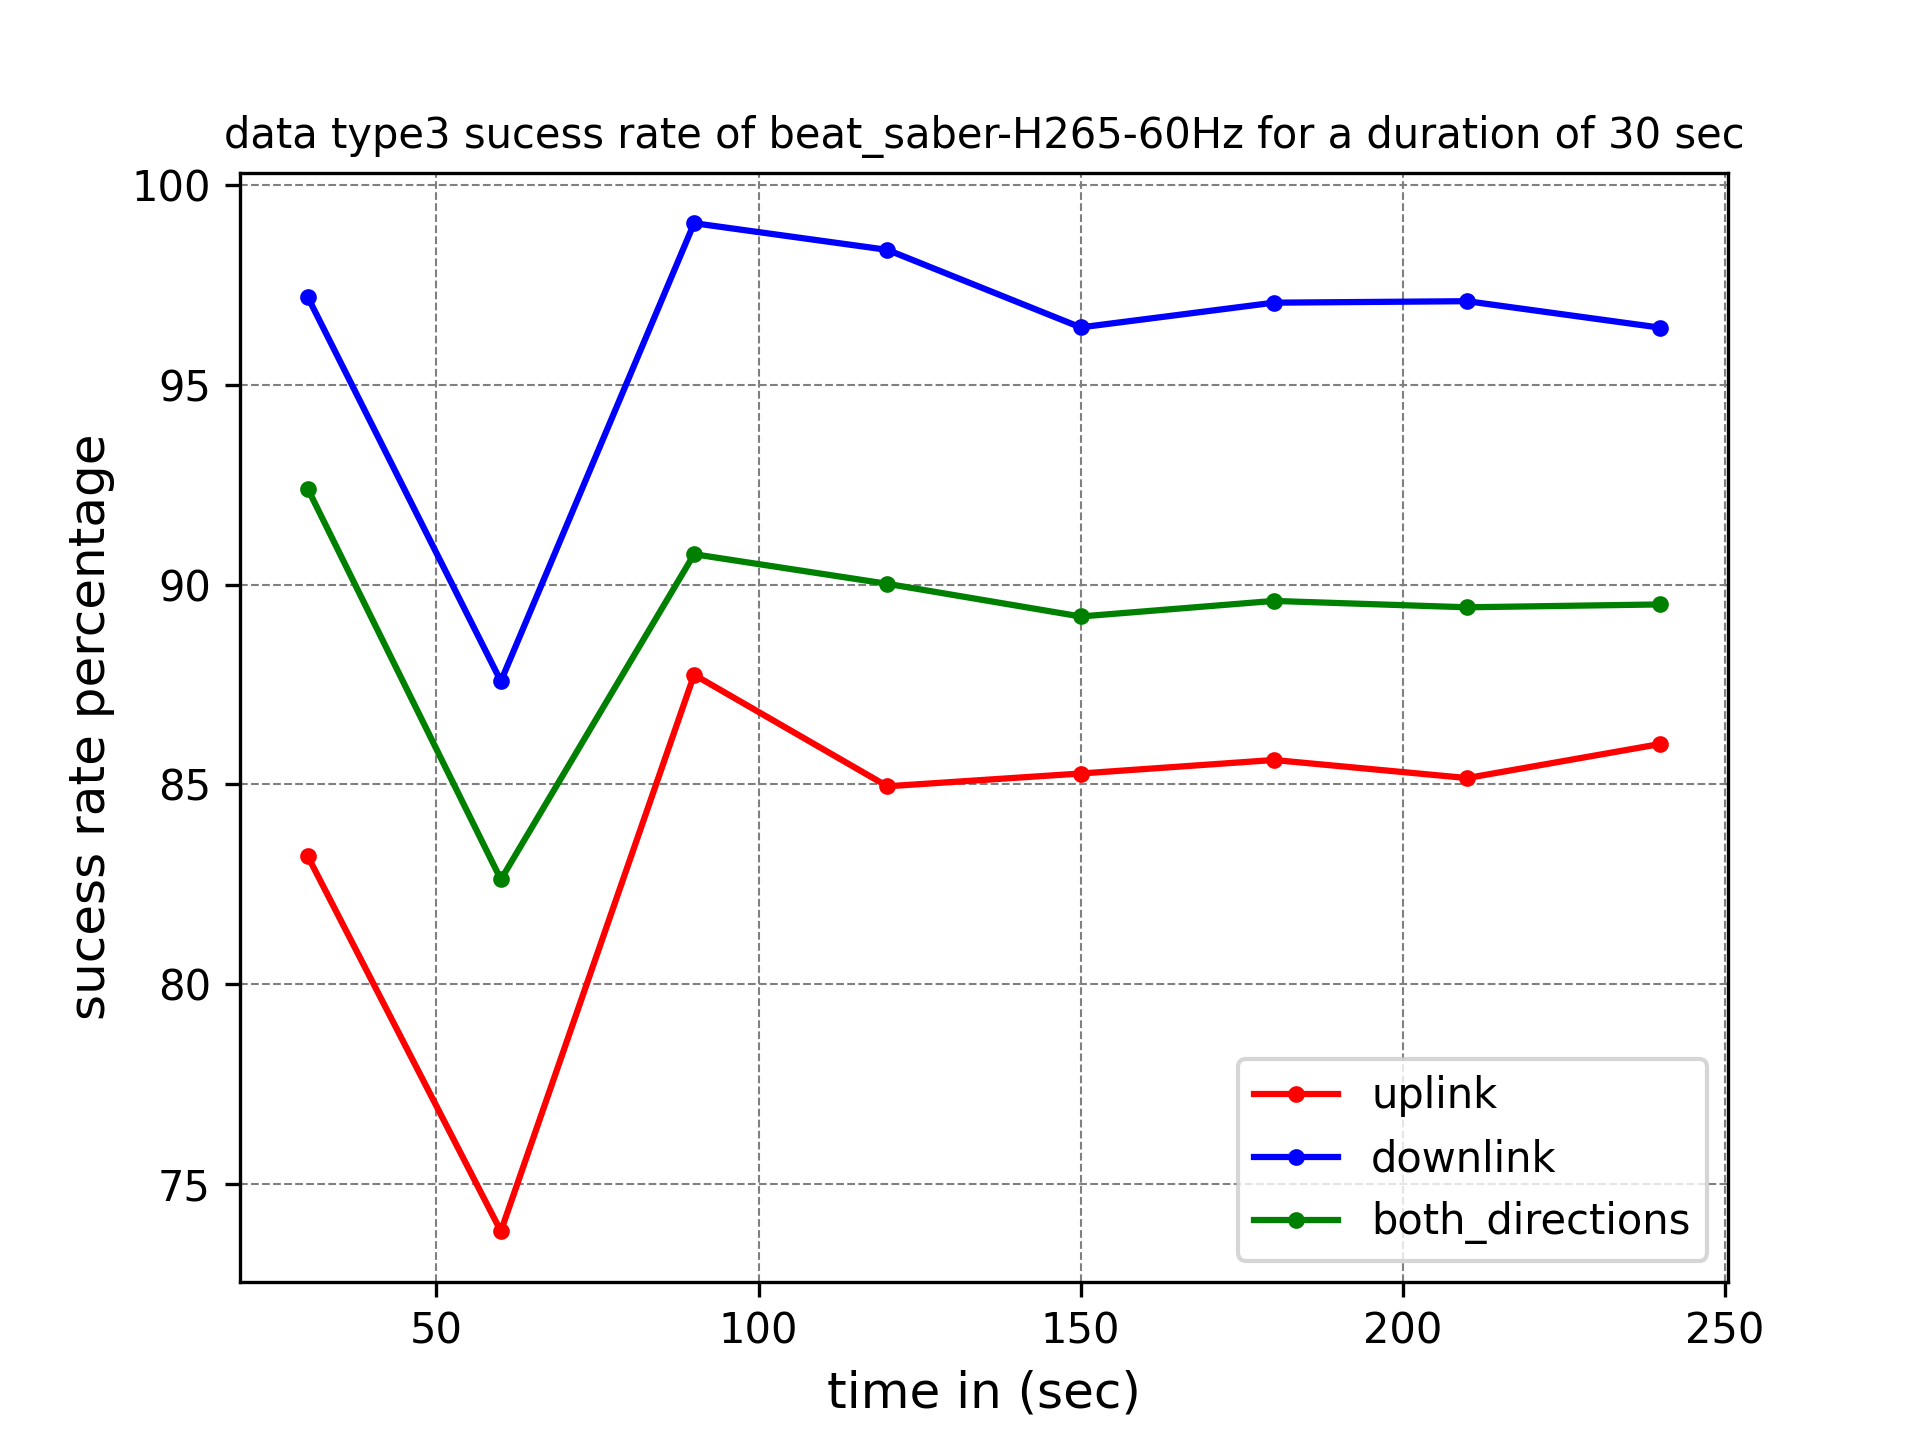 data type3 sucess rate of beat_saber-H265-60Hz for a duration of 30 sec
sucess rate percentage
100
95
90
85
80
75
uplink
downlink
both_directions
50 100 150 200 250
time in (sec)